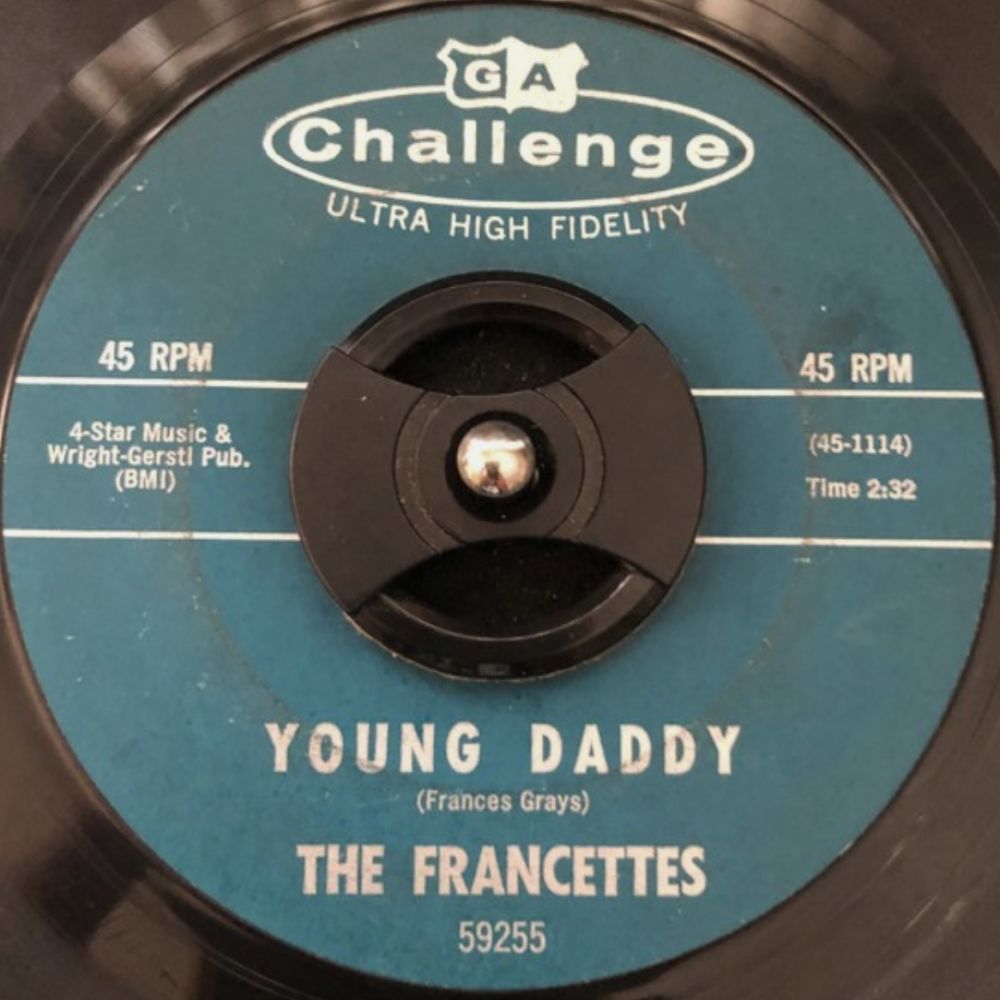 GA
Challenge
ULTRA HIGH FIDELITY
45 RPM
45 RPM
4-Star Music &
Wright-Gerstl Pub.
(BMI)
(45-1114)
Time 2:32
YOUNG DADDY
(Frances Grays)
THE FRANCETTES
59255